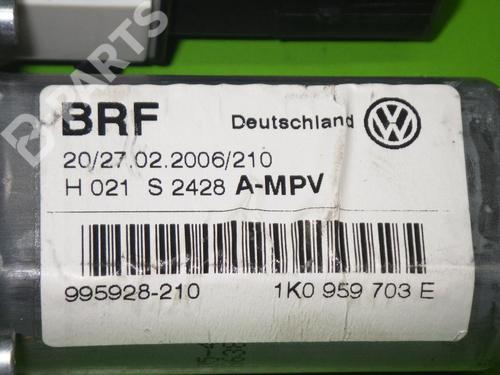 B-PARTS
BRF Deutschland VW
20/27.02.2006/210
H 021 S 2428 A-MPV
995928-210 1K0 959 703 E